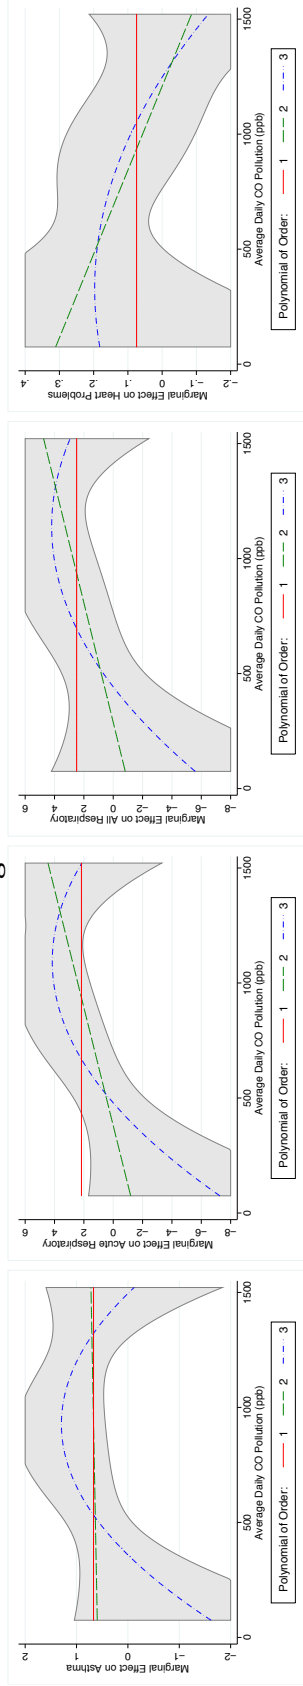 Marginal Effect on Asthma
2
1
0
−1
−2
0 500 1000 1500
Average Daily CO Pollution (ppb)
Polynomial of Order: 1 2 3
Marginal Effect on Acute Respiratory
6
4
2
0
−2
−4
−6
−8
0 500 1000 1500
Average Daily CO Pollution (ppb)
Polynomial of Order: 1 2 3
Marginal Effect on All Respiratory
6
4
2
0
−2
−4
−6
−8
0 500 1000 1500
Average Daily CO Pollution (ppb)
Polynomial of Order: 1 2 3
Marginal Effect on Heart Problems
.4
.3
.2
.1
0
−.1
−.2
0 500 1000 1500
Average Daily CO Pollution (ppb)
Polynomial of Order: 1 2 3